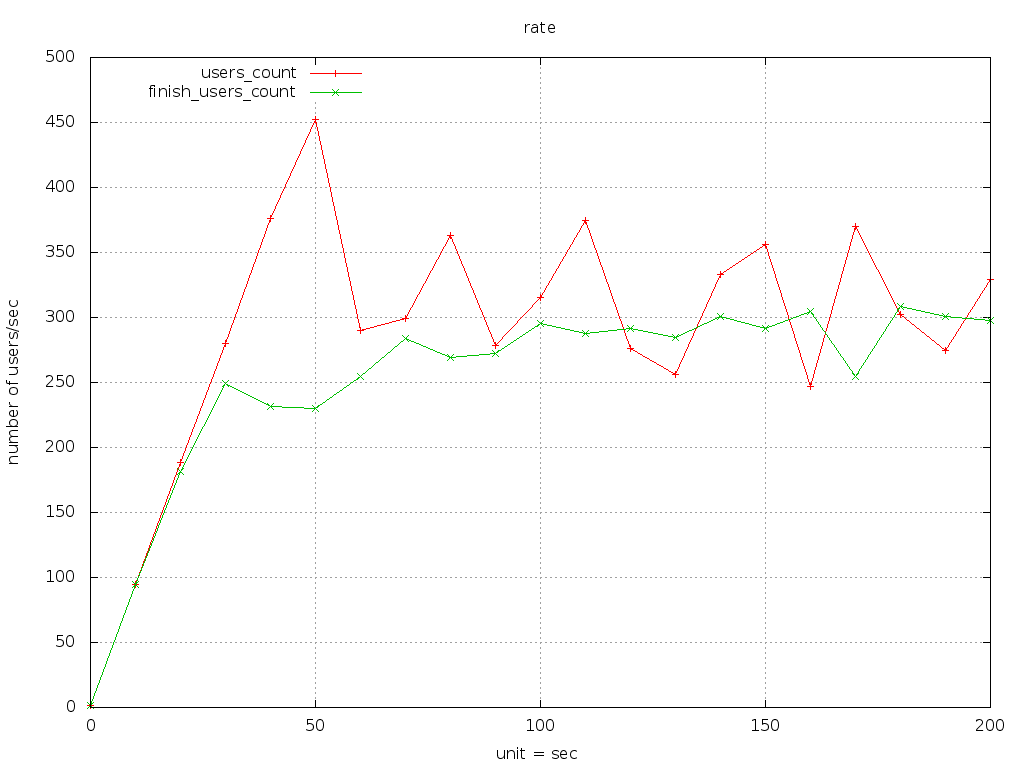 rate
500
450
400
350
300
250
200
150
100
50
0
users_count
finish_users_count
number of users/sec
0 50 100 150 200
unit = sec